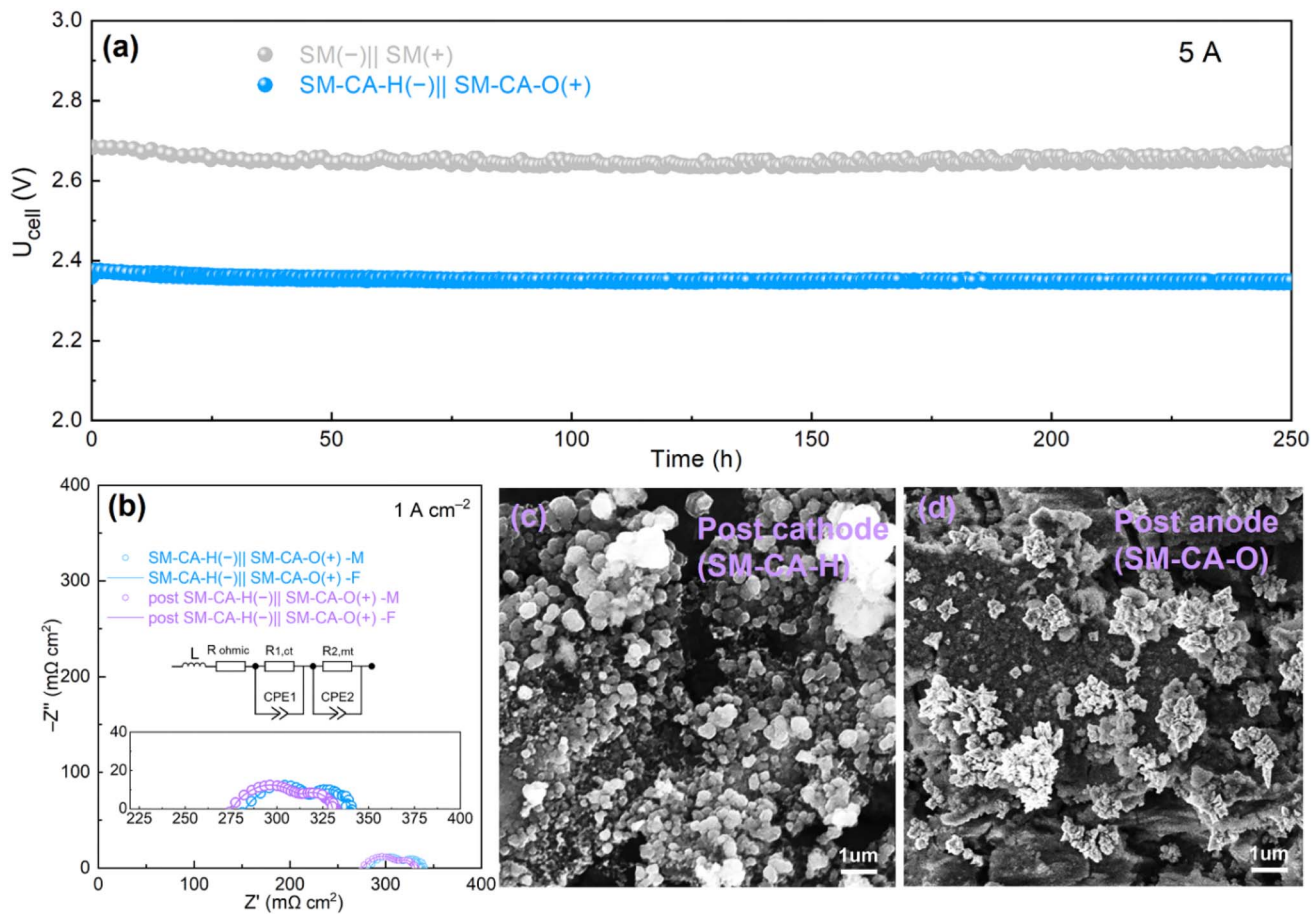 (a)
SM(−)|| SM(+)
SM-CA-H(−)|| SM-CA-O(+)
5 A
3.0
2.8
2.6
2.4
2.2
2.0
U_cell (V)
0 50 100 150 200 250
Time (h)
(b)
1 A cm⁻²
SM-CA-H(−)|| SM-CA-O(+) -M
SM-CA-H(−)|| SM-CA-O(+) -F
post SM-CA-H(−)|| SM-CA-O(+) -M
post SM-CA-H(−)|| SM-CA-O(+) -F
L R ohmic R1,ct R2,mt
CPE1 CPE2
40
20
0
225 250 275 300 325 350 375 400
400
300
200
100
0
−Z'' (mΩ cm²)
0 100 200 300 400
Z' (mΩ cm²)
(c)
Post cathode
(SM-CA-H)
1um
(d)
Post anode
(SM-CA-O)
1um